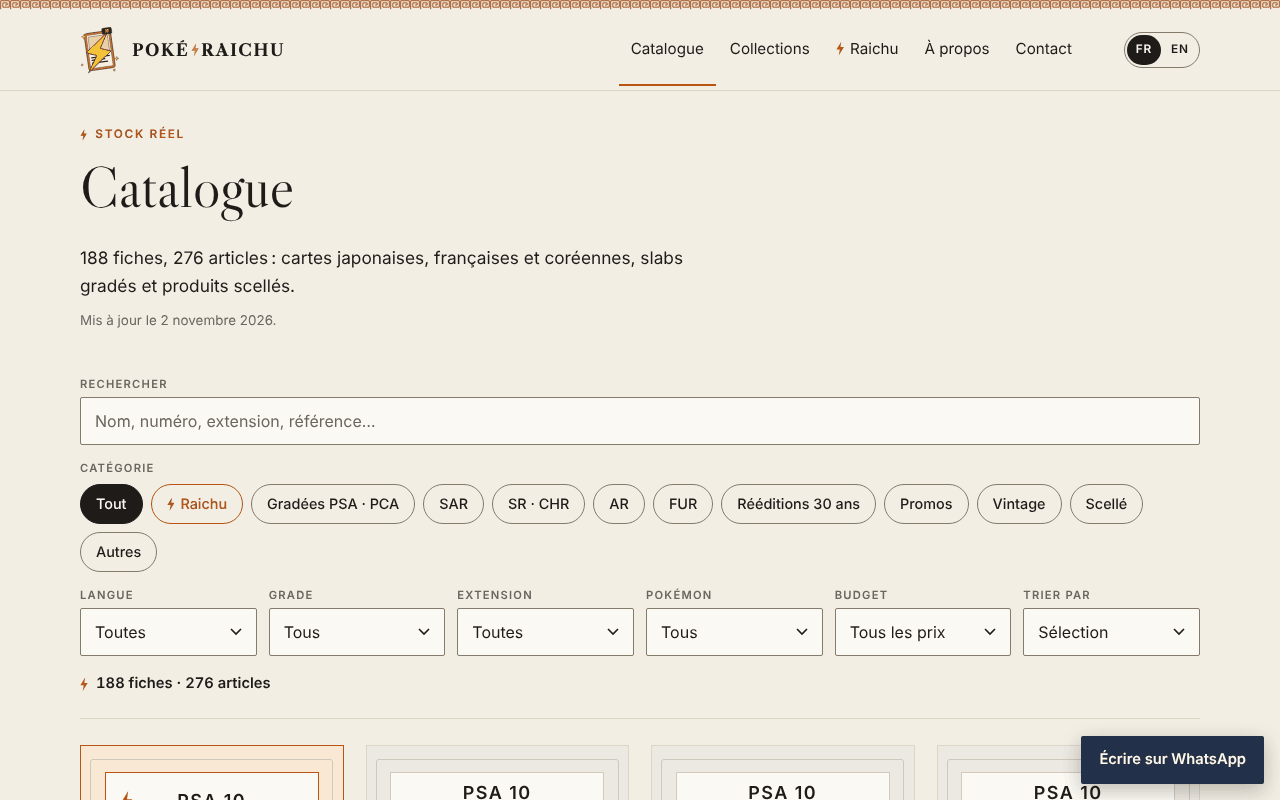 POKÉ RAICHU
Catalogue
Collections
Raichu
À propos
Contact
FR
EN
STOCK RÉEL
Catalogue
188 fiches, 276 articles : cartes japonaises, françaises et coréennes, slabs
gradés et produits scellés.
Mis à jour le 2 novembre 2026.
RECHERCHER
Nom, numéro, extension, référence…
CATÉGORIE
Tout
Raichu
Gradées PSA · PCA
SAR
SR · CHR
AR
FUR
Rééditions 30 ans
Promos
Vintage
Scellé
Autres
LANGUE
GRADE
EXTENSION
POKÉMON
BUDGET
TRIER PAR
Toutes
Tous
Toutes
Tous
Tous les prix
Sélection
188 fiches · 276 articles
PSA 10
PSA 10
PSA 10
PSA 10
Écrire sur WhatsApp